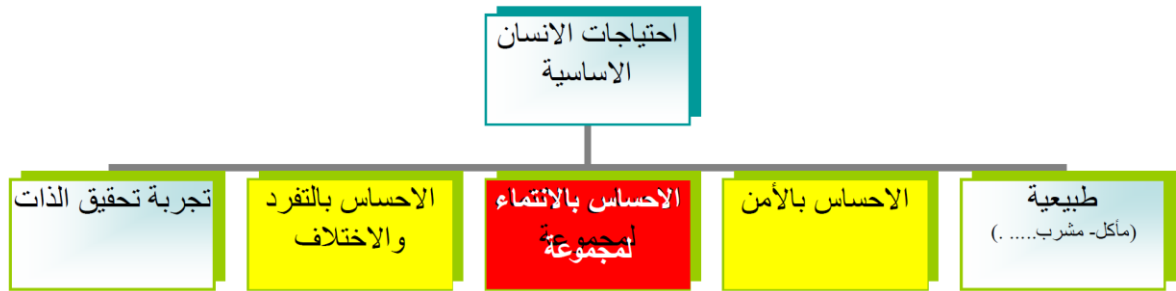 احتياجات الانسان
الاساسية
طبيعية
(مأكل- مشرب..... .)
الاحساس بالأمن
الاحساس بالانتماء
لمجموعة
الاحساس بالتفرد
والاختلاف
تجربة تحقيق الذات